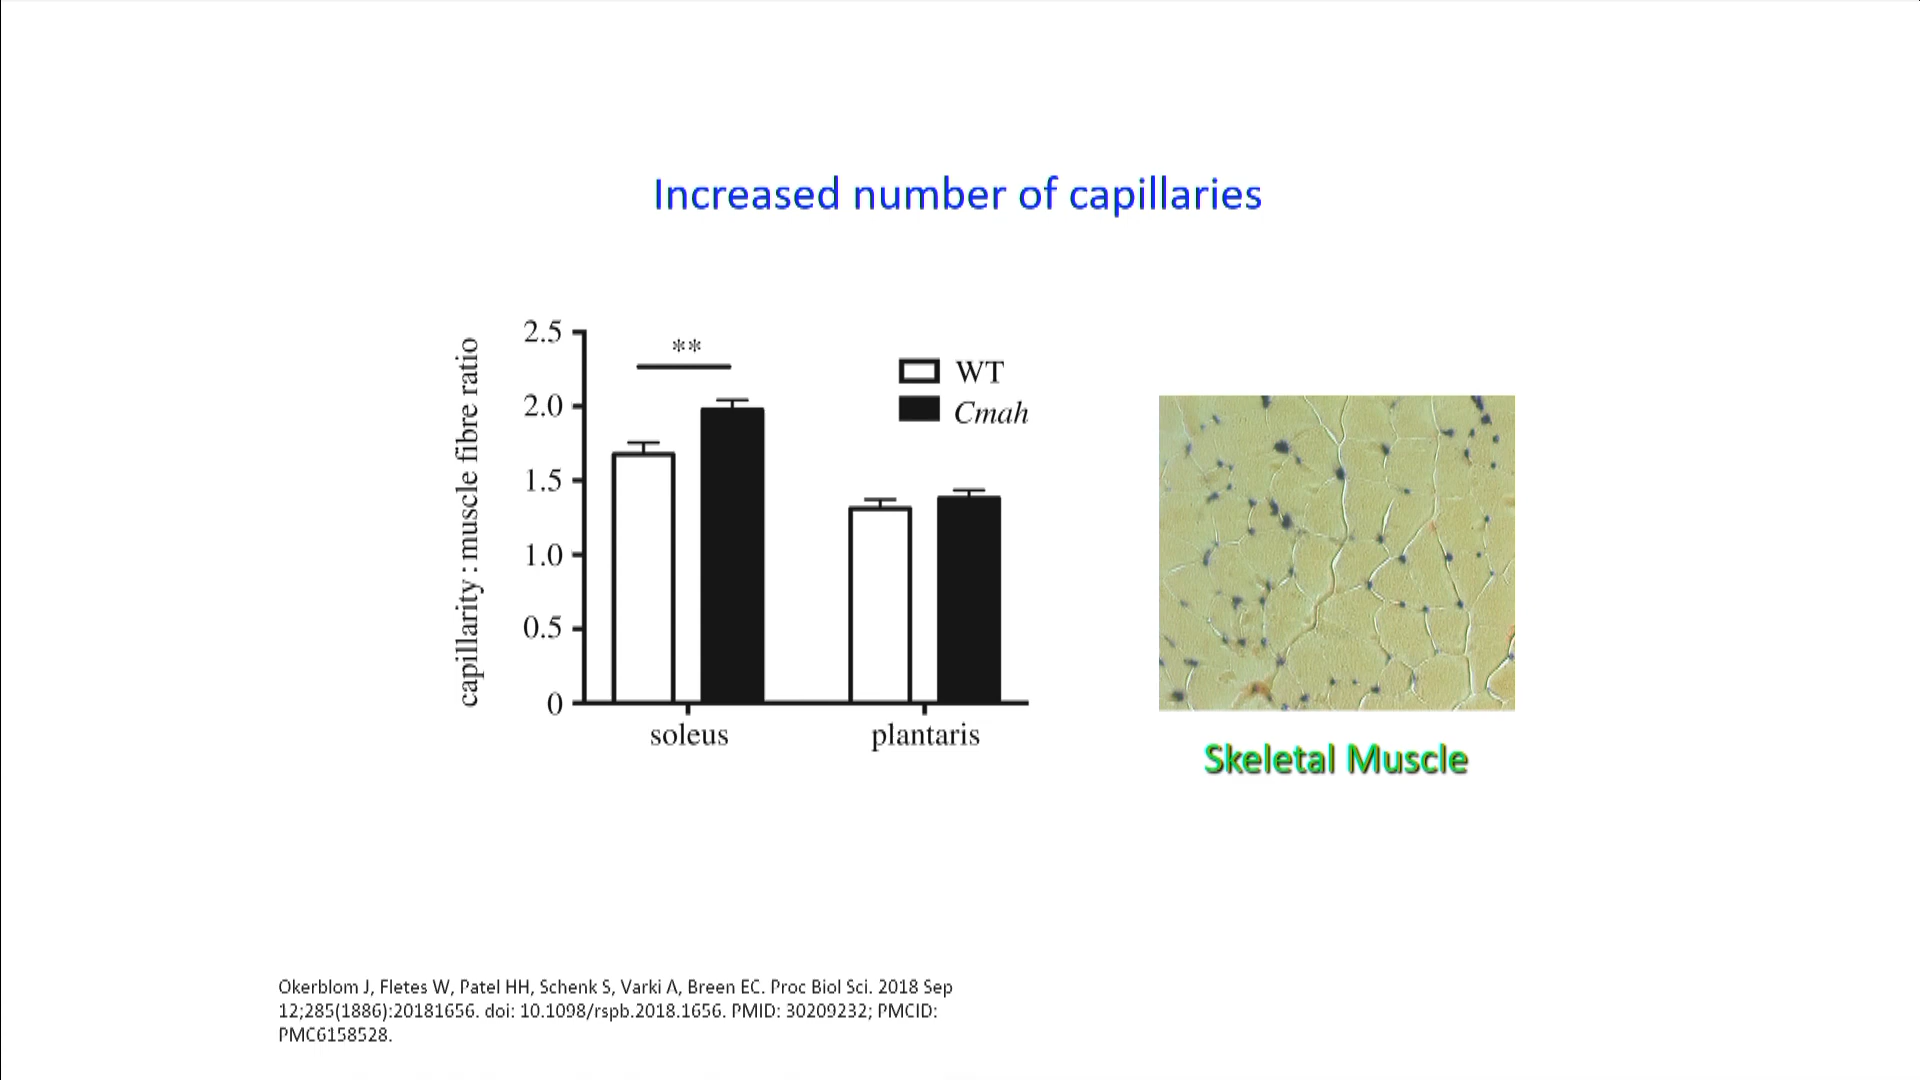 Increased number of capillaries
capillarity : muscle fibre ratio
2.5
2.0
1.5
1.0
0.5
0
**
WT
Cmah
soleus
plantaris
Skeletal Muscle
Okerblom J, Fletes W, Patel HH, Schenk S, Varki A, Breen EC. Proc Biol Sci. 2018 Sep
12;285(1886):20181656. doi: 10.1098/rspb.2018.1656. PMID: 30209232; PMCID:
PMC6158528.